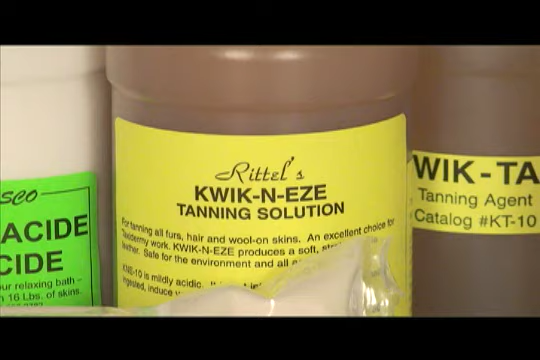 SCO
ACIDE
CIDE
ur relaxing bath -
16 Lbs. of skins.
Rittel's
KWIK-N-EZE
TANNING SOLUTION
For tanning all furs, hair and wool-on skins. An excellent choice for
Taxidermy work. KWIK-N-EZE produces a soft, str
leather. Safe for the environment and all
KNE-10 is mildly acidic.
ingested, induce
WIK-TA
Tanning Agent
Catalog #KT-10